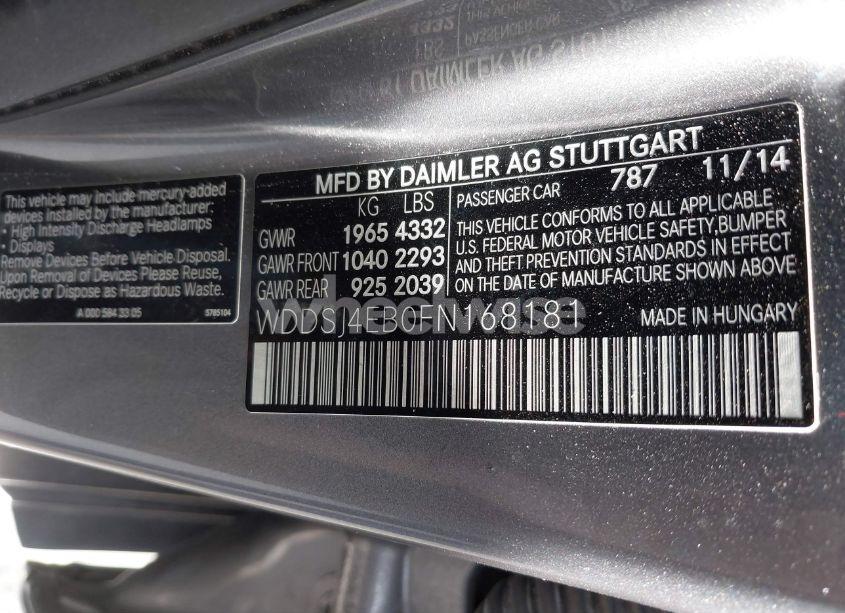 This vehicle may include mercury-added
devices installed by the manufacturer:
• High Intensity Discharge Headlamps
• Displays
Remove Devices Before Vehicle Disposal.
Upon Removal of Devices Please Reuse,
Recycle or Dispose as Hazardous Waste.
A 000 584 33 05 5785104
MFD BY DAIMLER AG STUTTGART
787 11/14
KG LBS
GVWR 1965 4332
GAWR FRONT 1040 2293
GAWR REAR 925 2039
PASSENGER CAR
THIS VEHICLE CONFORMS TO ALL APPLICABLE
U.S. FEDERAL MOTOR VEHICLE SAFETY,BUMPER
AND THEFT PREVENTION STANDARDS IN EFFECT
ON THE DATE OF MANUFACTURE SHOWN ABOVE
WDDSJ4EB0FN168181
MADE IN HUNGARY
wheelwise